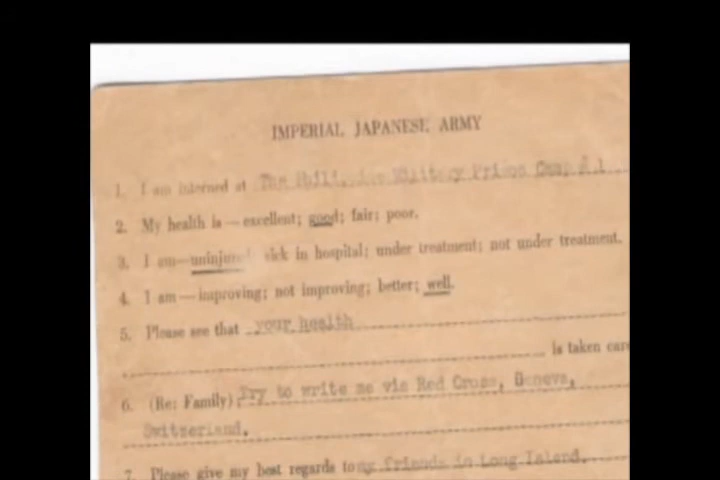 IMPERIAL JAPANESE ARMY
1. I am interned at The Philippine Military Prison Camp # 1
2. My health is — excellent; good; fair; poor.
3. I am — uninjured sick in hospital; under treatment; not under treatment.
4. I am — improving; not improving; better; well.
5. Please see that your health
is taken care
6. (Re: Family); Try to write me via Red Cross, Geneva,
Switzerland.
7. Please give my best regards to my friends in Long Island.